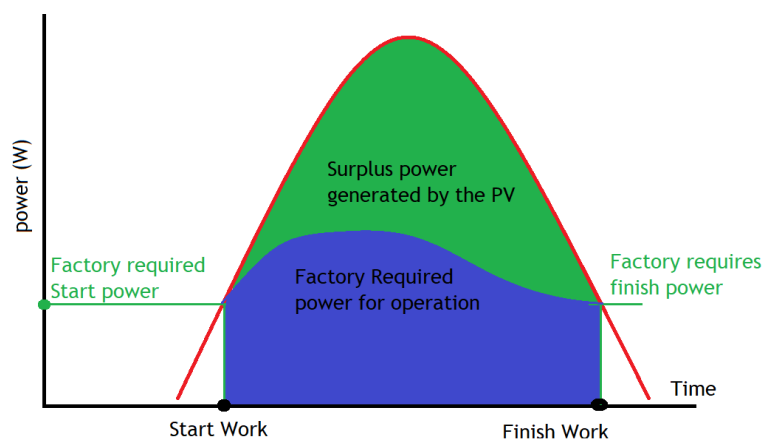 power (W)
Surplus power
generated by the PV
Factory required
Start power
Factory Required
power for operation
Factory requires
finish power
Time
Start Work
Finish Work